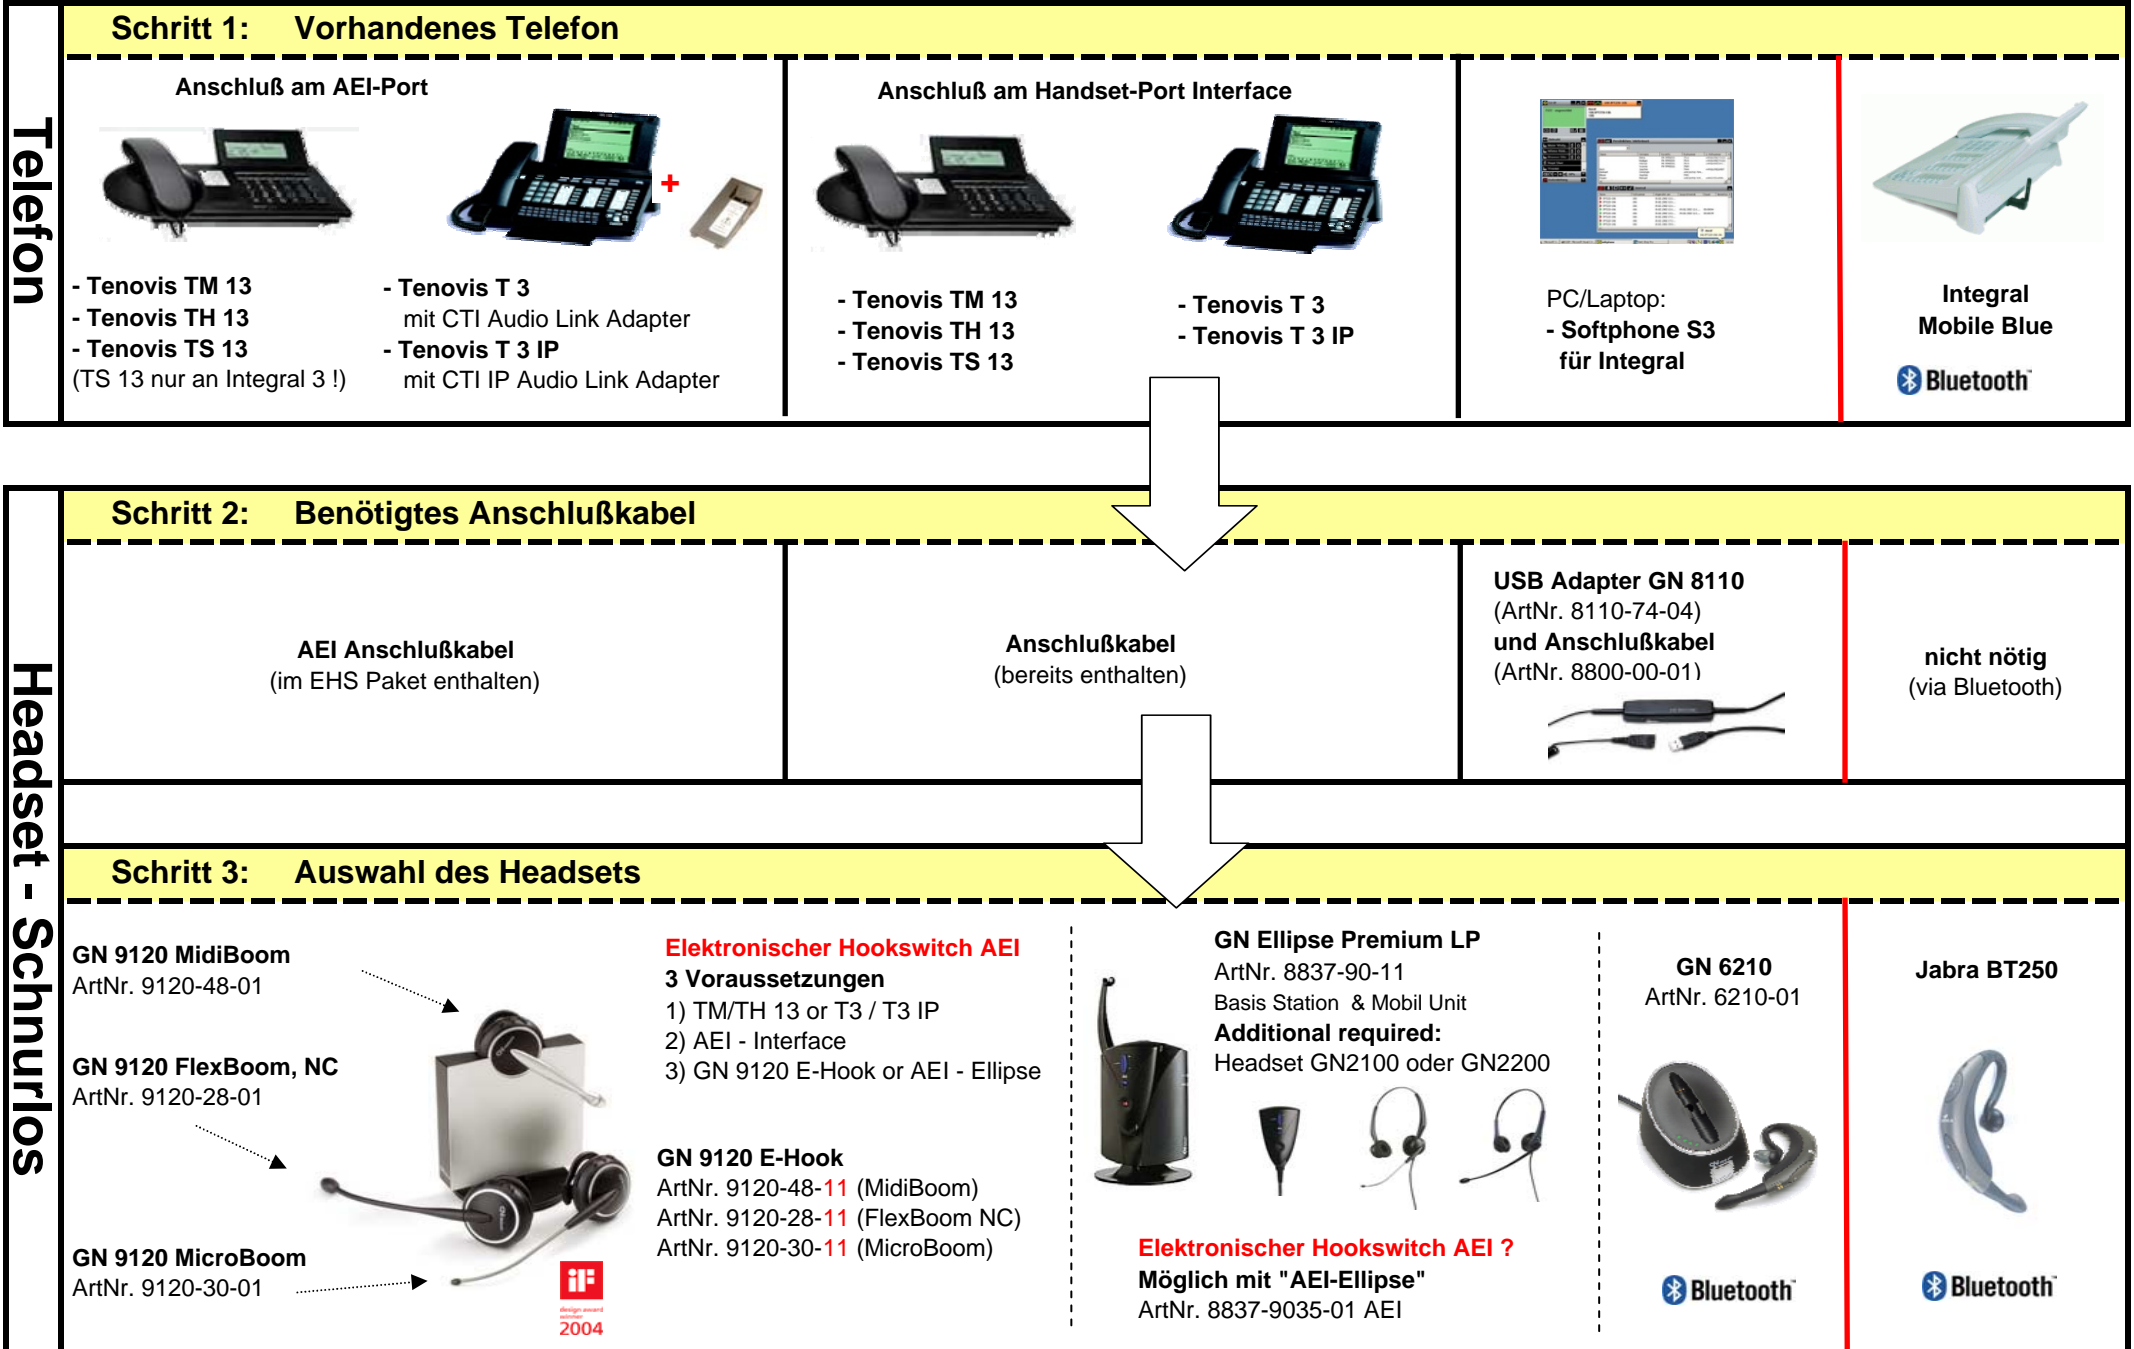 Telefon
Schritt 1: Vorhandenes Telefon
Anschluß am AEI-Port
+
- Tenovis TM 13
- Tenovis TH 13
- Tenovis TS 13
(TS 13 nur an Integral 3 !)
- Tenovis T 3
mit CTI Audio Link Adapter
- Tenovis T 3 IP
mit CTI IP Audio Link Adapter
Anschluß am Handset-Port Interface
- Tenovis TM 13
- Tenovis TH 13
- Tenovis TS 13
- Tenovis T 3
- Tenovis T 3 IP
PC/Laptop:
- Softphone S3
für Integral
Integral
Mobile Blue
Bluetooth™
Headset - Schnurlos
Schritt 2: Benötigtes Anschlußkabel
AEI Anschlußkabel
(im EHS Paket enthalten)
Anschlußkabel
(bereits enthalten)
USB Adapter GN 8110
(ArtNr. 8110-74-04)
und Anschlußkabel
(ArtNr. 8800-00-01)
nicht nötig
(via Bluetooth)
Schritt 3: Auswahl des Headsets
GN 9120 MidiBoom
ArtNr. 9120-48-01
GN 9120 FlexBoom, NC
ArtNr. 9120-28-01
GN 9120 MicroBoom
ArtNr. 9120-30-01
iF
design award
winner
2004
Elektronischer Hookswitch AEI
3 Voraussetzungen
1) TM/TH 13 or T3 / T3 IP
2) AEI - Interface
3) GN 9120 E-Hook or AEI - Ellipse
GN 9120 E-Hook
ArtNr. 9120-48-11 (MidiBoom)
ArtNr. 9120-28-11 (FlexBoom NC)
ArtNr. 9120-30-11 (MicroBoom)
GN Ellipse Premium LP
ArtNr. 8837-90-11
Basis Station & Mobil Unit
Additional required:
Headset GN2100 oder GN2200
Elektronischer Hookswitch AEI ?
Möglich mit "AEI-Ellipse"
ArtNr. 8837-9035-01 AEI
GN 6210
ArtNr. 6210-01
Bluetooth™
Jabra BT250
Bluetooth™